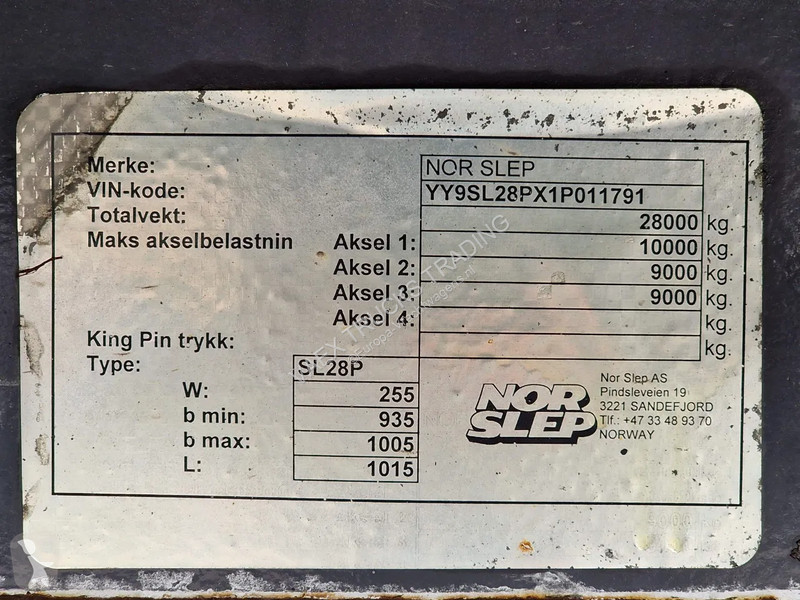 Merke: NOR SLEP
VIN-kode: YY9SL28PX1P011791
Totalvekt: 28000 kg.
Maks akselbelastnin Aksel 1: 10000 kg.
Aksel 2: 9000 kg.
Aksel 3: 9000 kg.
Aksel 4: kg.
King Pin trykk: kg.
Type: SL28P
W: 255
b min: 935
b max: 1005
L: 1015
NOR
SLEP
Nor Slep AS
Pindsleveien 19
3221 SANDEFJORD
Tlf.: +47 33 48 93 70
NORWAY
TRUCKS TRADING